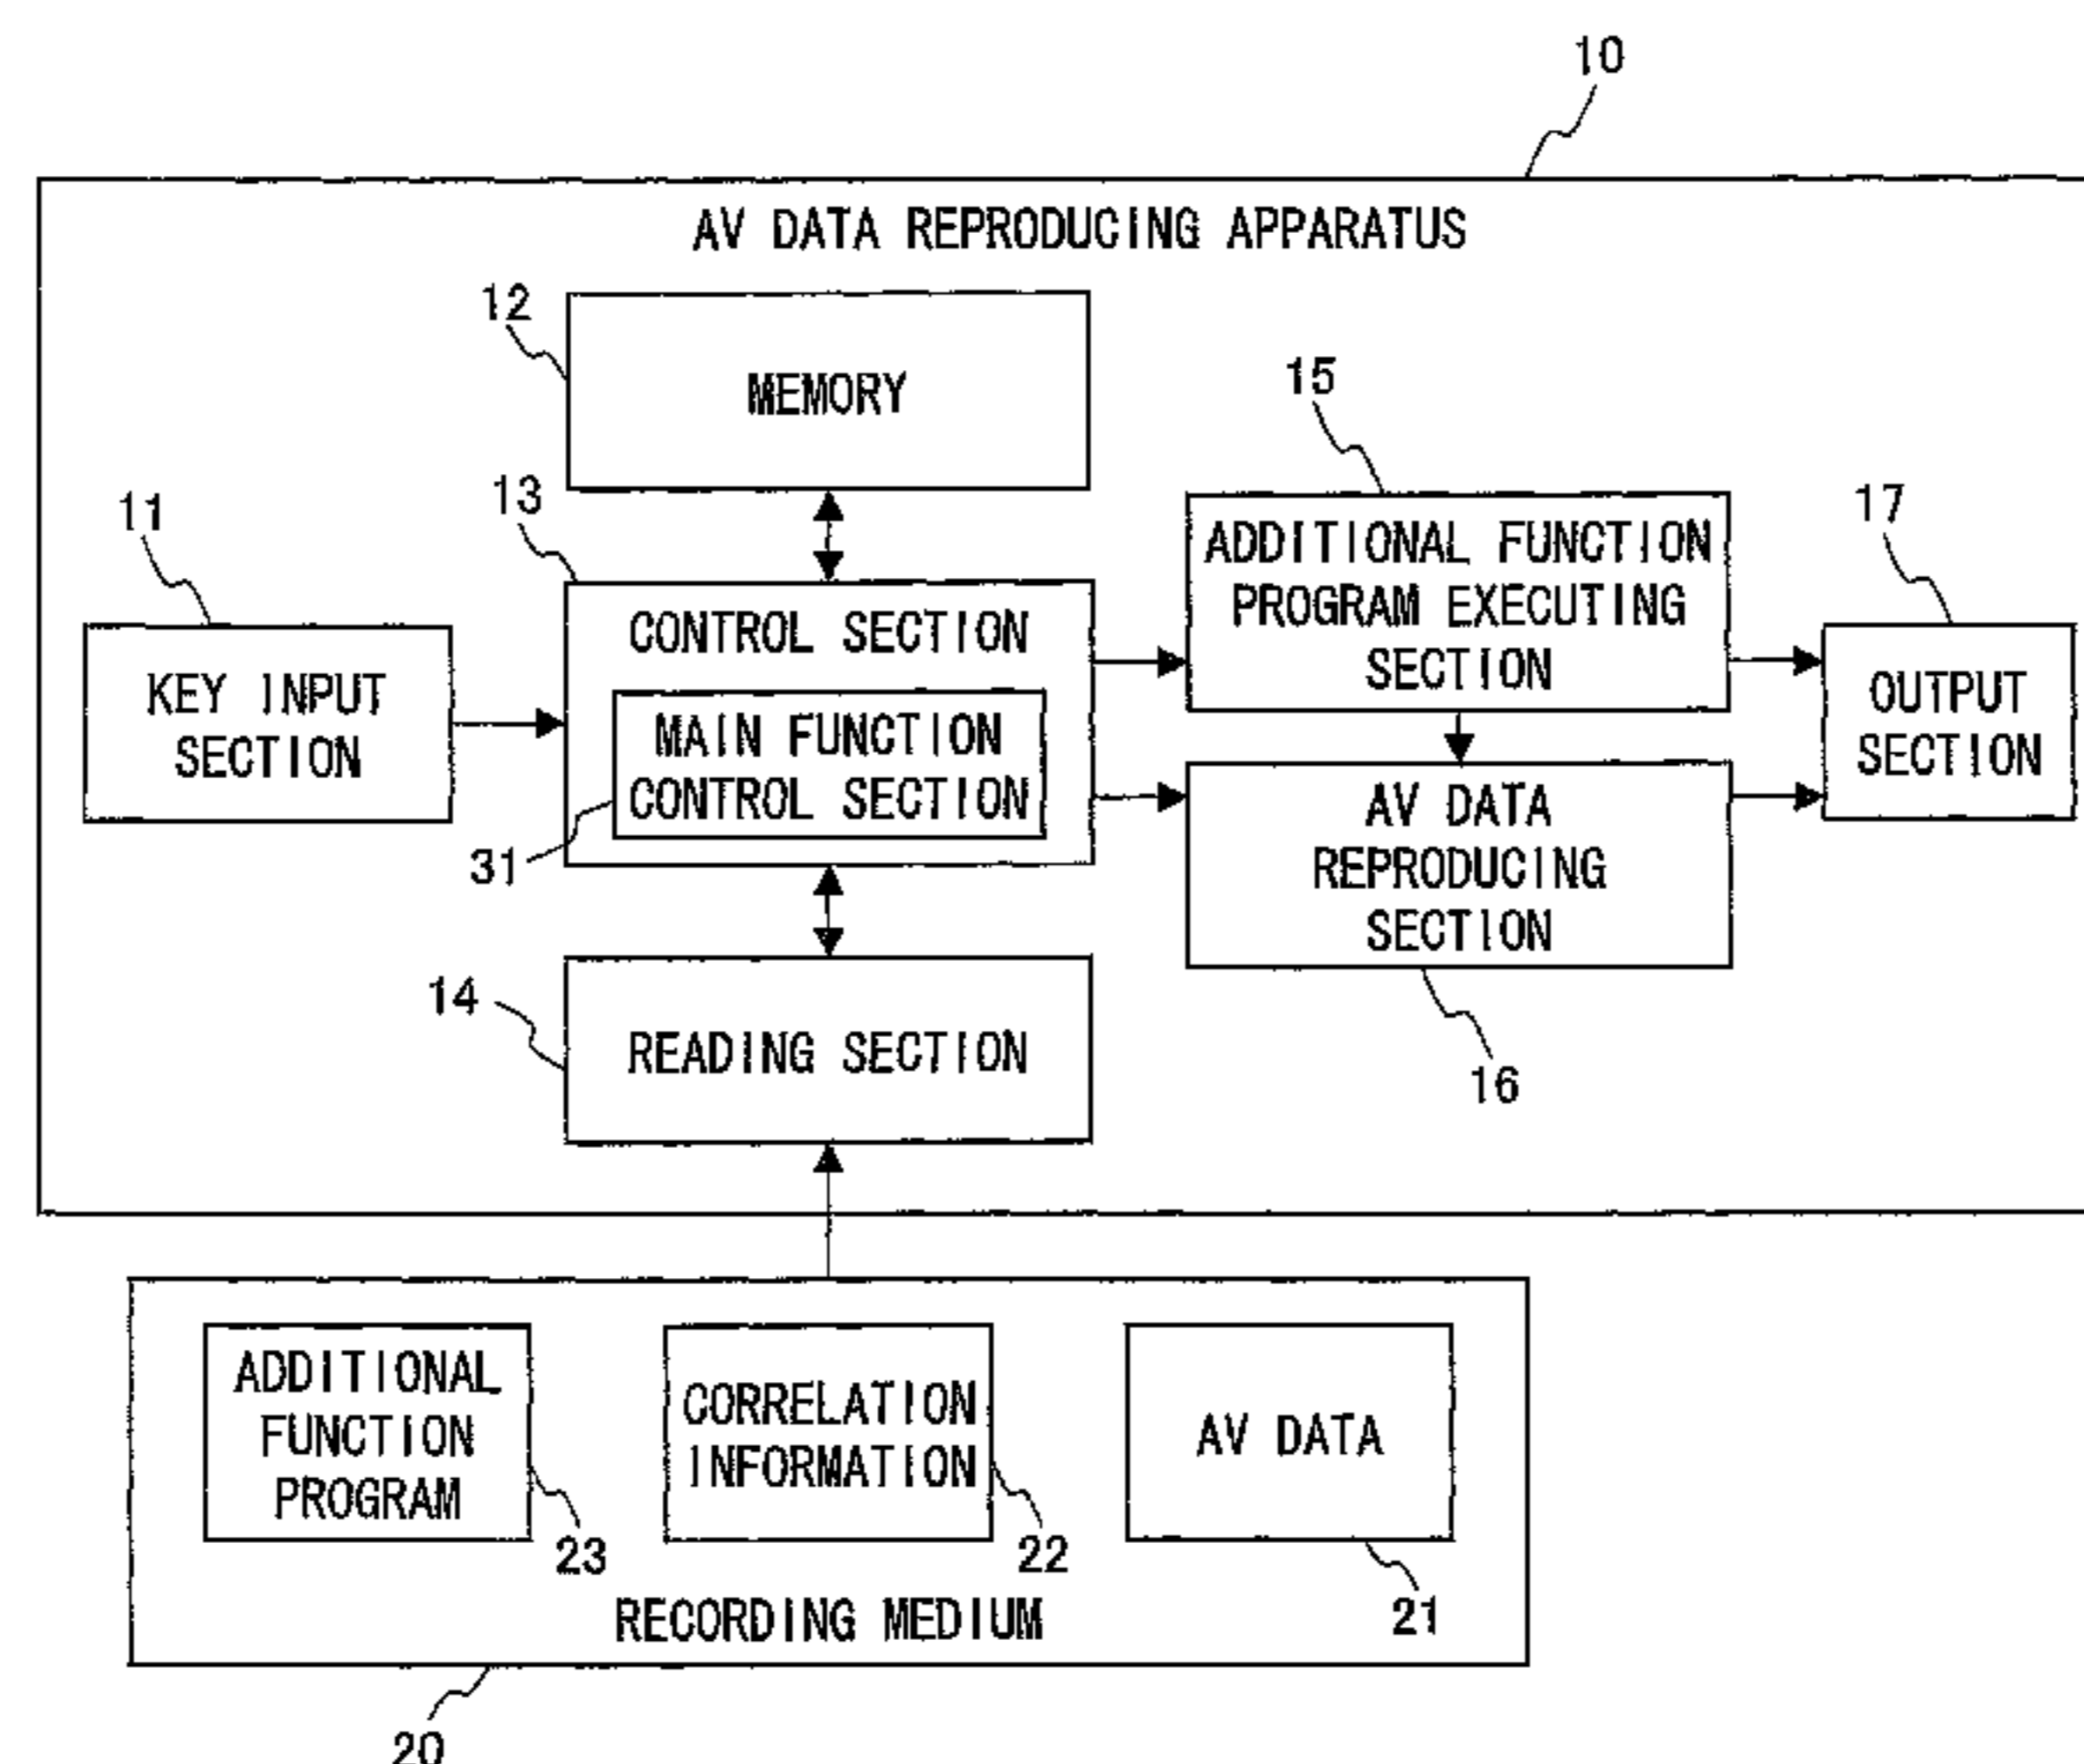 10
AV DATA REPRODUCING APPARATUS
12
MEMORY
15
13
11
17
ADDITIONAL FUNCTION
PROGRAM EXECUTING
SECTION
CONTROL SECTION
KEY INPUT
SECTION
MAIN FUNCTION
CONTROL SECTION
31
OUTPUT
SECTION
AV DATA
REPRODUCING
SECTION
14
READING SECTION
16
ADDITIONAL
FUNCTION
PROGRAM
23
CORRELATION
INFORMATION
22
AV DATA
21
RECORDING MEDIUM
20